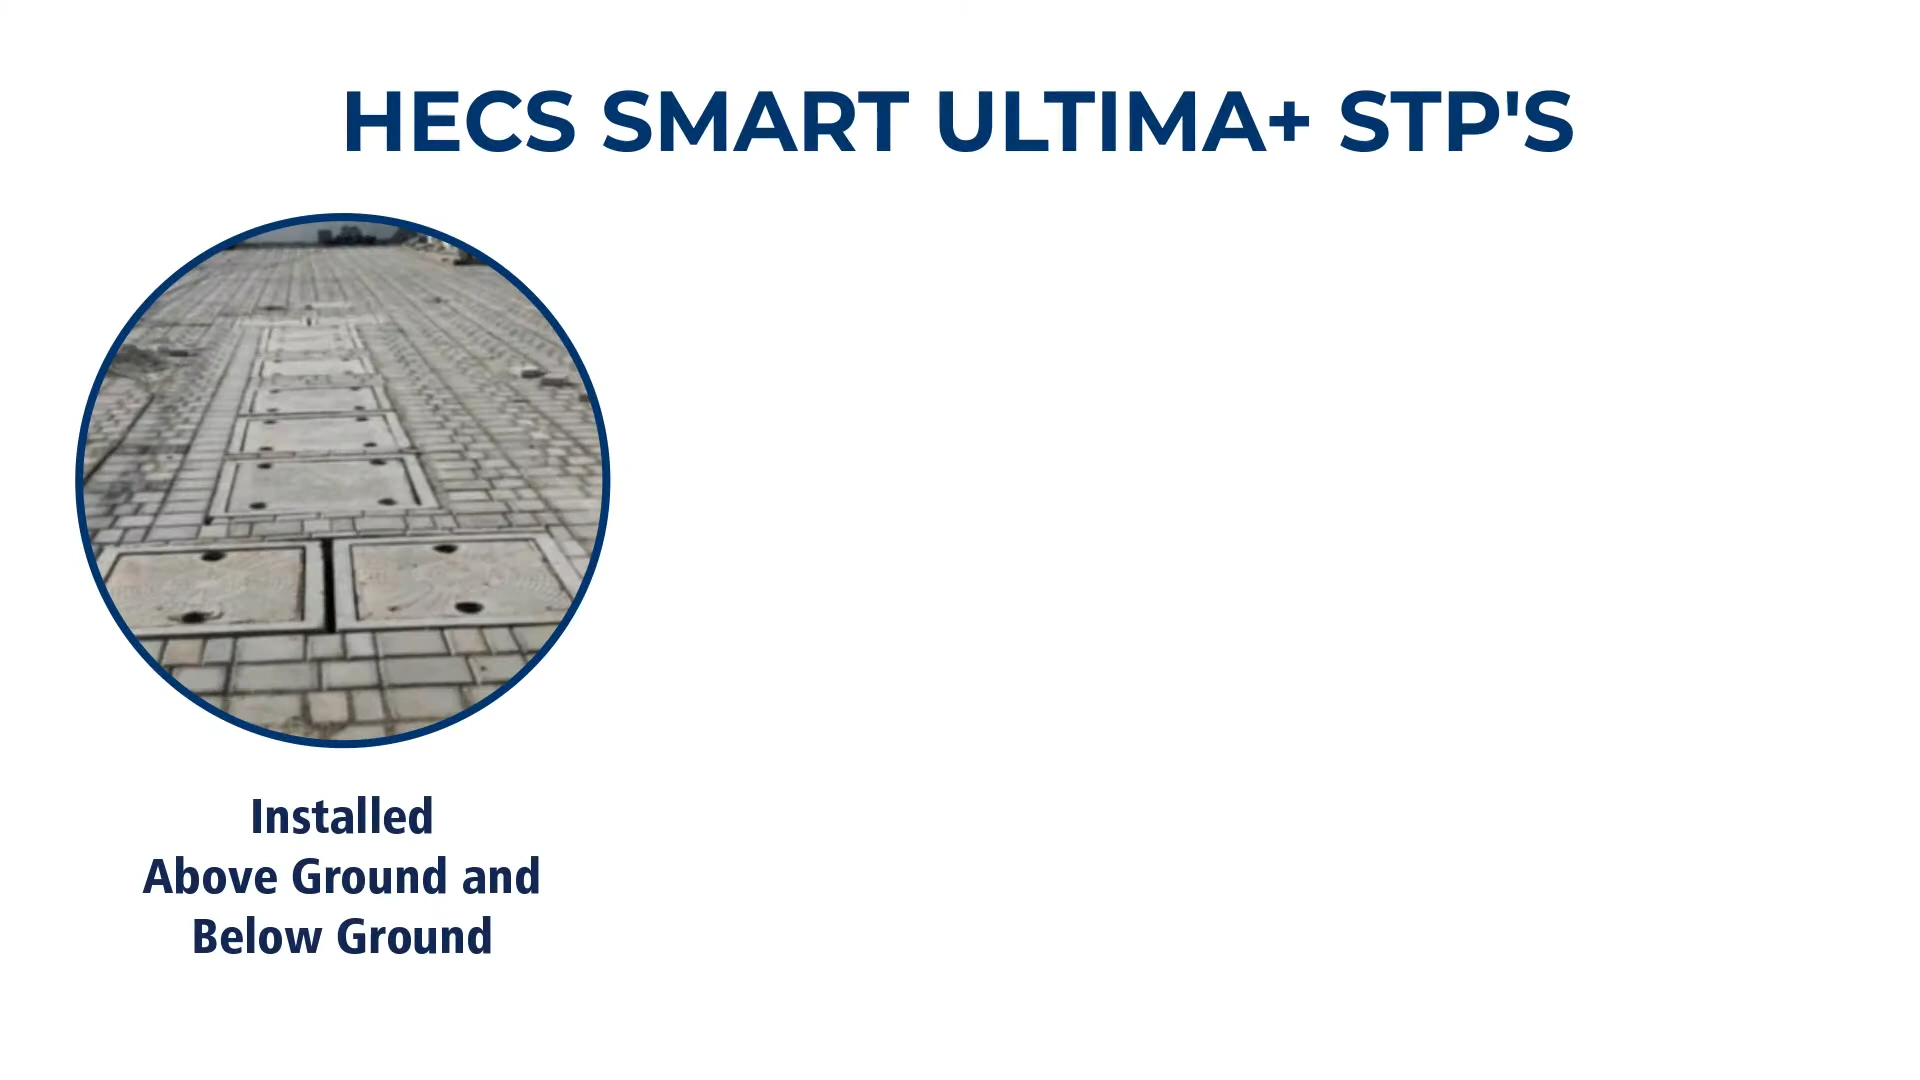 HECS SMART ULTIMA+ STP'S
Installed
Above Ground and
Below Ground